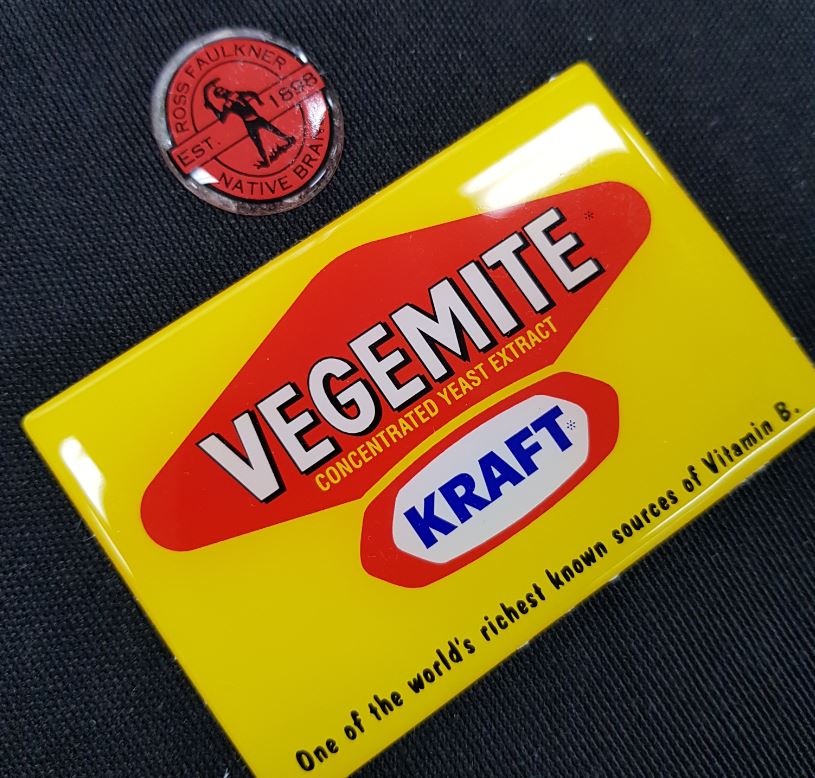 ROSS FAULKNER
EST. 1898
NATIVE
VEGEMITE
CONCENTRATED YEAST EXTRACT
KRAFT
One of the world's richest known sources of Vitamin B.